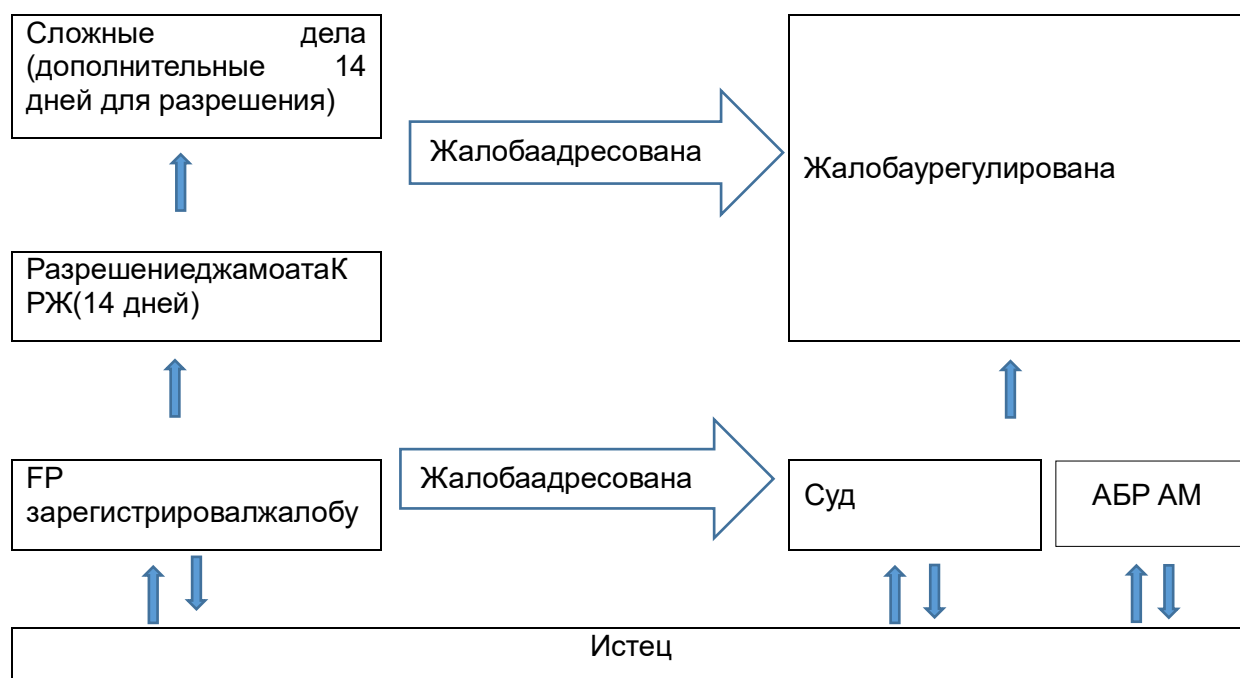 Сложные дела
(дополнительные 14
дней для разрешения)
Жалобаадресована
Жалобаурегулирована
РазрешениеджамоатаК
РЖ(14 дней)
FP
зарегистрировалжалобу
Жалобаадресована
Суд
АБР АМ
Истец